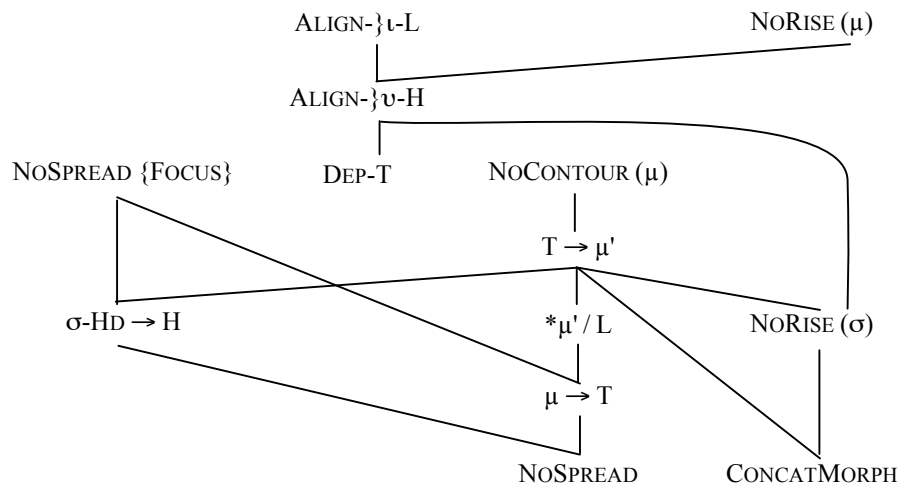 ALIGN-}ι-L NORISE (μ)
ALIGN-}υ-H
NOSPREAD {FOCUS} DEP-T NOCONTOUR (μ)
T → μ'
σ-HD → H *μ' / L NORISE (σ)
μ → T
NOSPREAD CONCATMORPH